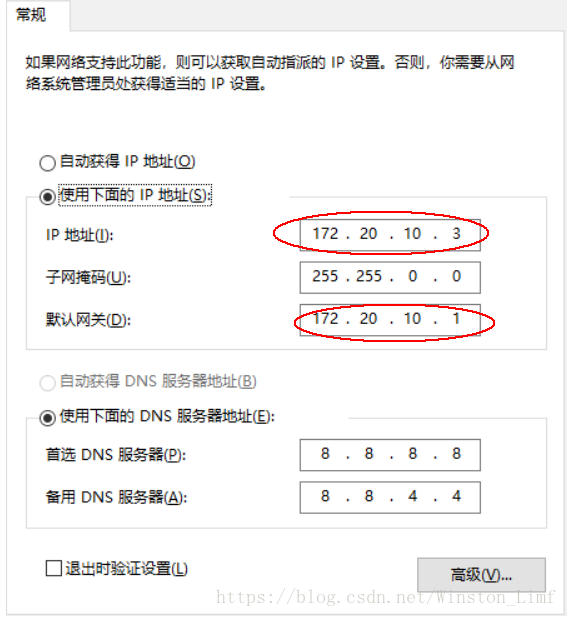 常规
如果网络支持此功能，则可以获取自动指派的 IP 设置。否则，你需要从网
络系统管理员处获得适当的 IP 设置。
自动获得 IP 地址(O)
使用下面的 IP 地址(S):
IP 地址(I): 172 . 20 . 10 . 3
子网掩码(U): 255 . 255 . 0 . 0
默认网关(D): 172 . 20 . 10 . 1
自动获得 DNS 服务器地址(B)
使用下面的 DNS 服务器地址(E):
首选 DNS 服务器(P): 8 . 8 . 8 . 8
备用 DNS 服务器(A): 8 . 8 . 4 . 4
退出时验证设置(L)
高级(V)...
https://blog.csdn.net/Winston_Limf